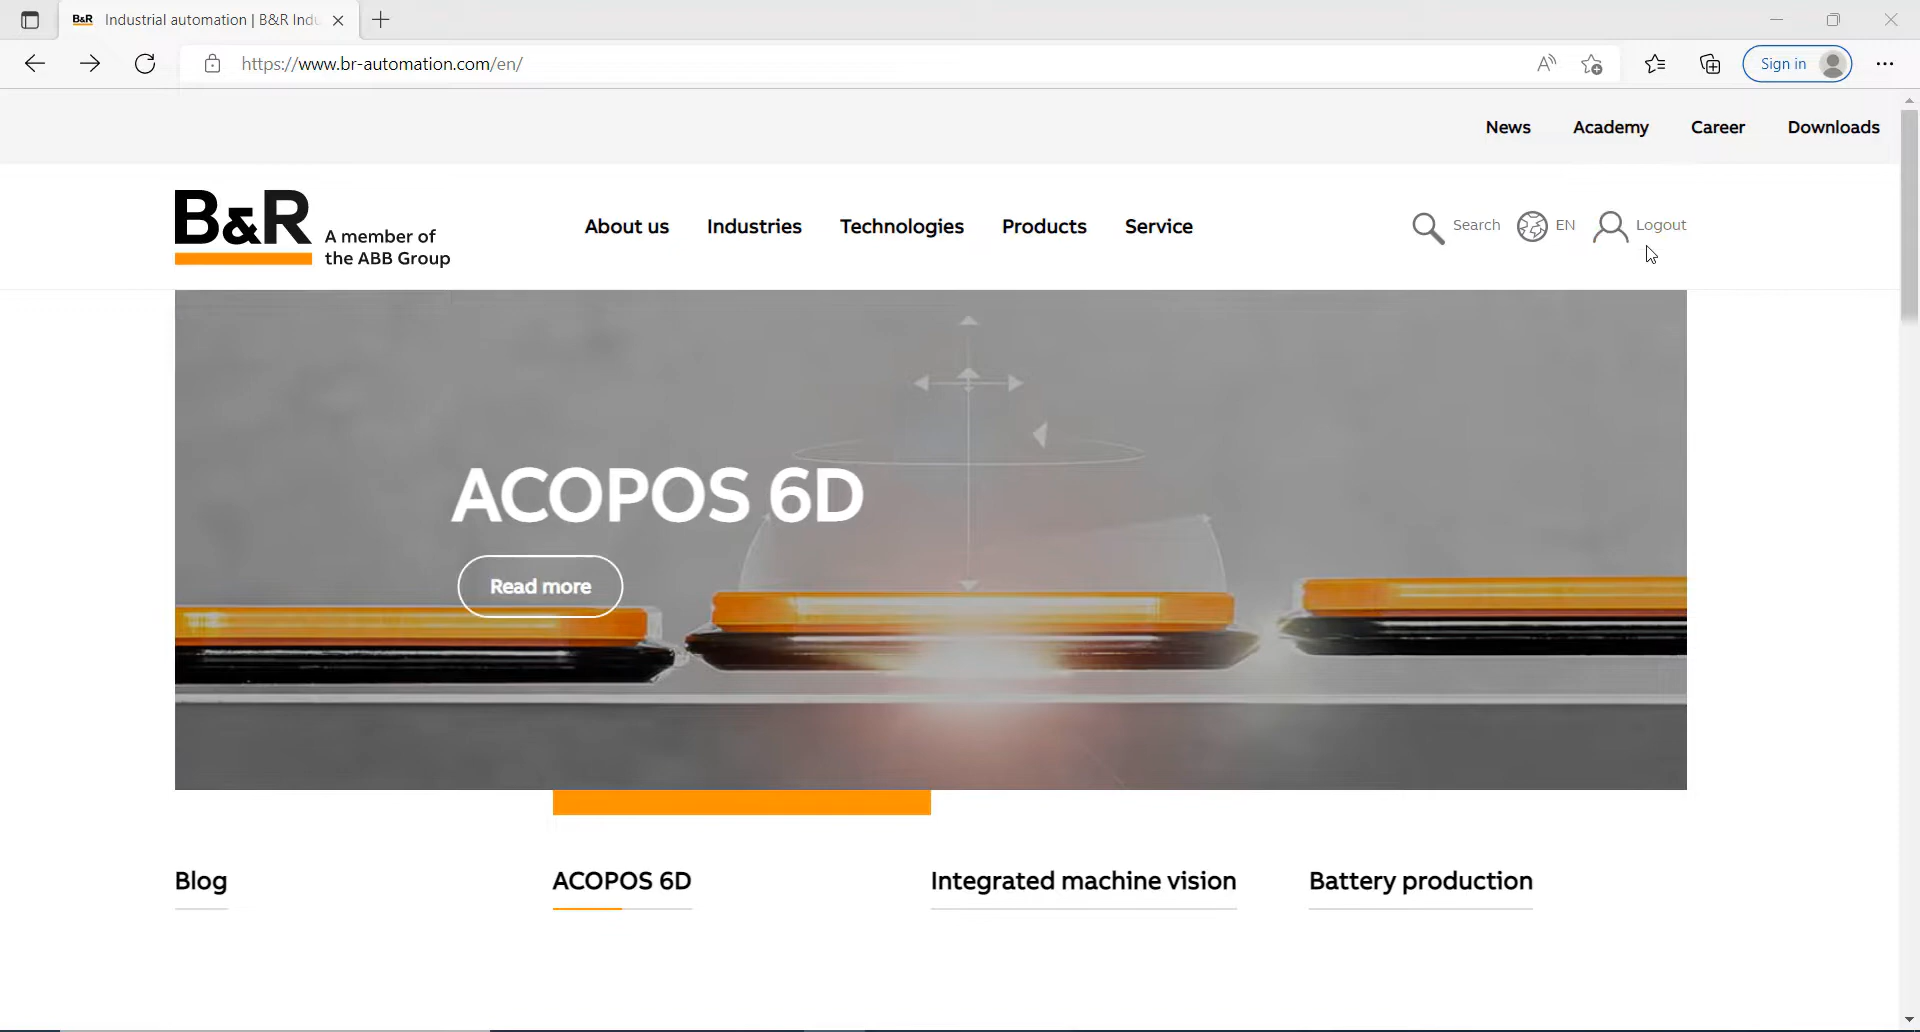 B&R Industrial automation | B&R Indu
https://www.br-automation.com/en/
Sign in
News Academy Career Downloads
B&R A member of
the ABB Group
About us Industries Technologies Products Service
Search EN Logout
ACOPOS 6D
Read more
Blog ACOPOS 6D Integrated machine vision Battery production